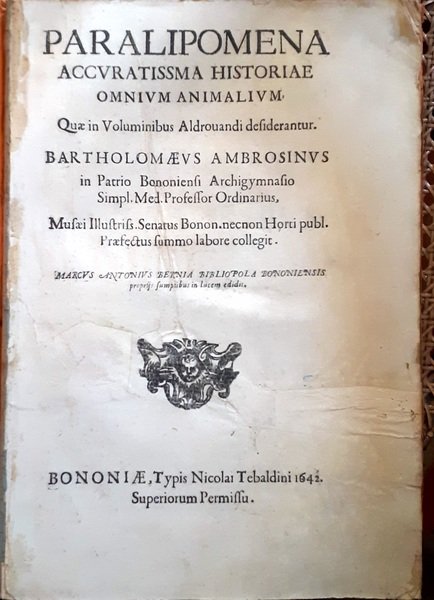 PARALIPOMENA
ACCVRATISSMA HISTORIAE
OMNIVM ANIMALIVM,
Quæ in Voluminibus Aldrouandi deſiderantur.
BARTHOLOMÆVS AMBROSINVS
in Patrio Bononienſi Archigymnaſio
Simpl. Med. Profeſſor Ordinarius,
Muſæi Illuſtriſs. Senatus Bonon. necnon Horti publ.
Præfectus ſummo labore collegit.
MARCVS ANTONIVS BERNIA BIBLIOPOLA BONONIENSIS
proprijs ſumptibus in lucem edidit.
BONONIÆ, Typis Nicolai Tebaldini 1642.
Superiorum Permiſſu.